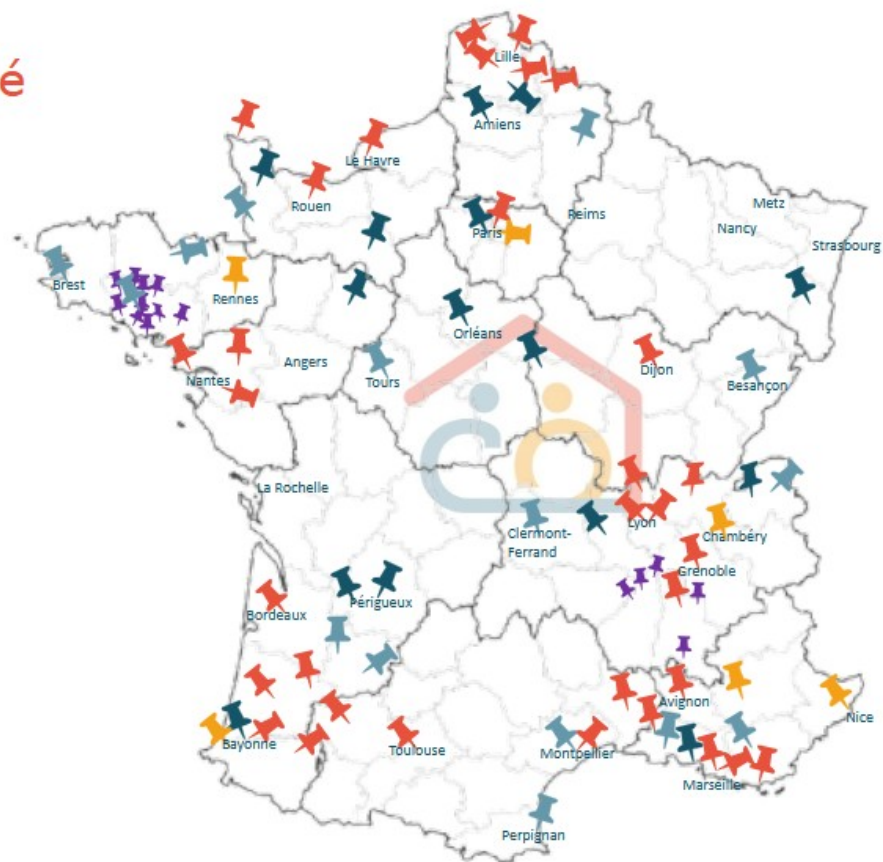 é
Lille
Amiens
Le Havre
Rouen
Reims
Metz
Paris
Nancy
Strasbourg
Brest
Rennes
Orléans
Angers
Dijon
Nantes
Tours
Besançon
La Rochelle
Lyon
Clermont-
Ferrand
Chambéry
Grenoble
Périgueux
Bordeaux
Avignon
Nice
Bayonne
Toulouse
Montpellier
Marseille
Perpignan